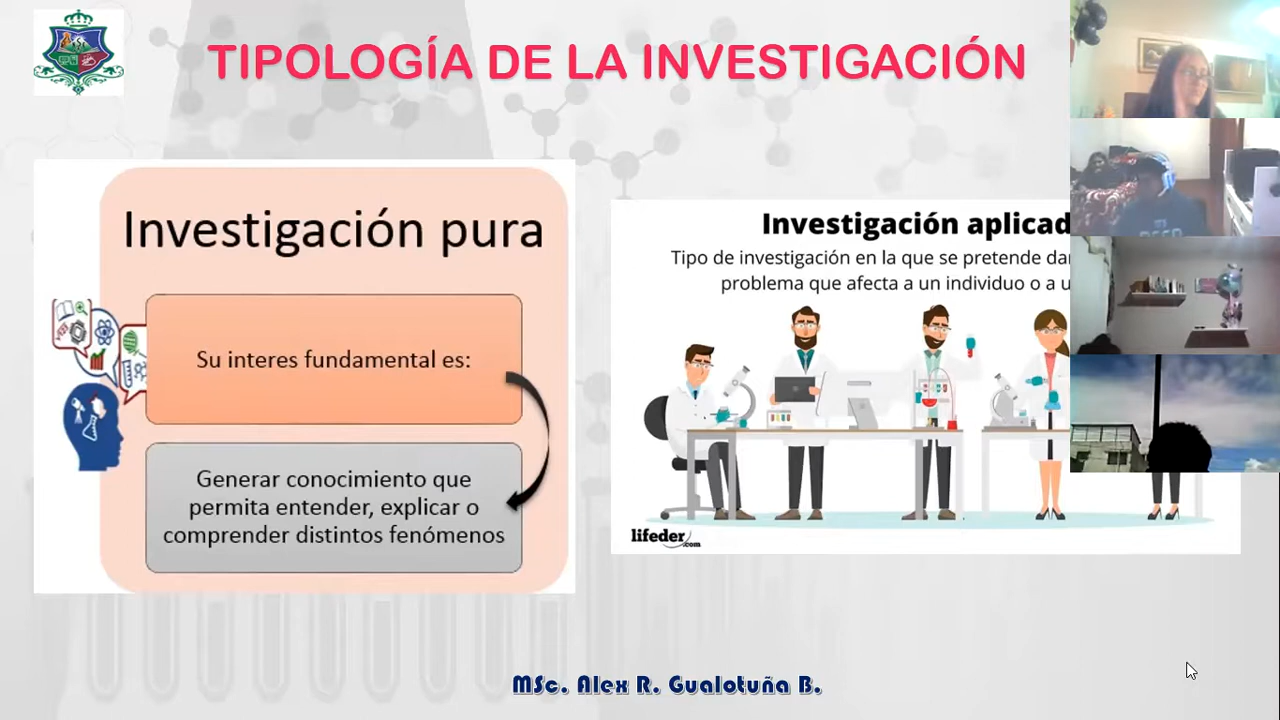 TIPOLOGÍA DE LA INVESTIGACIÓN
Investigación pura
Su interes fundamental es:
Generar conocimiento que
permita entender, explicar o
comprender distintos fenómenos
Investigación aplicad
Tipo de investigación en la que se pretende da
problema que afecta a un individuo o a u
lifeder.com
MSc. Alex R. Gualotuña B.